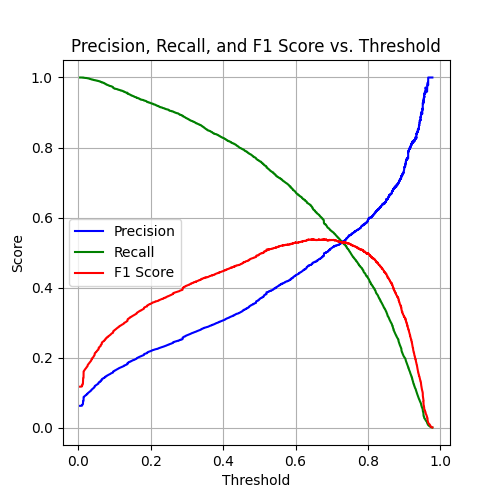 Precision, Recall, and F1 Score vs. Threshold
1.0
0.8
0.6
0.4
0.2
0.0
Score
Precision
Recall
F1 Score
0.0 0.2 0.4 0.6 0.8 1.0
Threshold